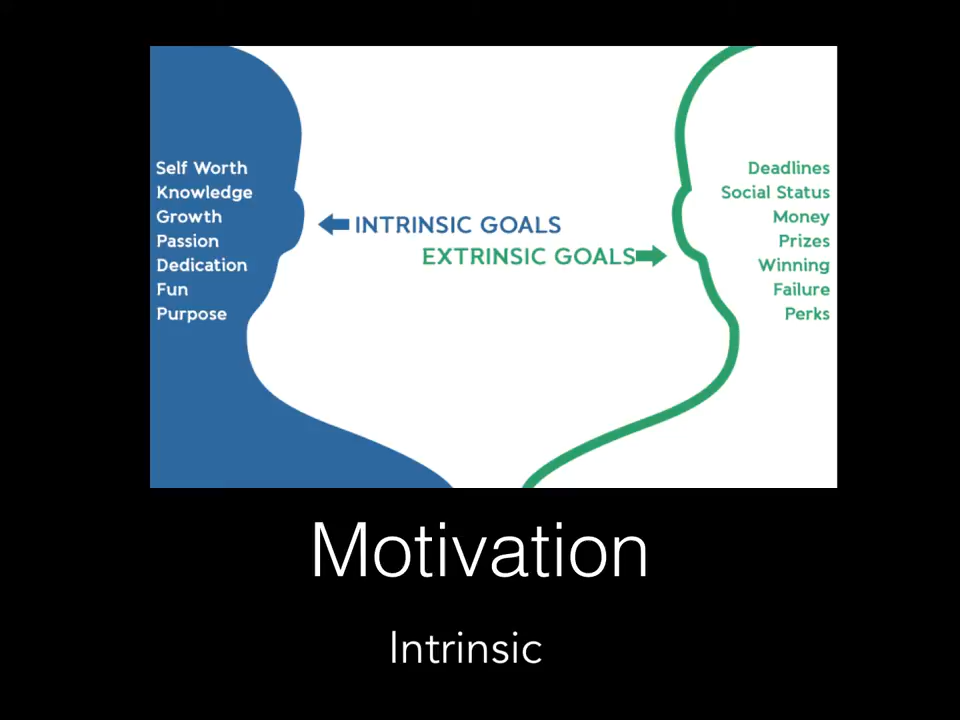 Self Worth
Knowledge
Growth
Passion
Dedication
Fun
Purpose
INTRINSIC GOALS
EXTRINSIC GOALS
Deadlines
Social Status
Money
Prizes
Winning
Failure
Perks
Motivation
Intrinsic